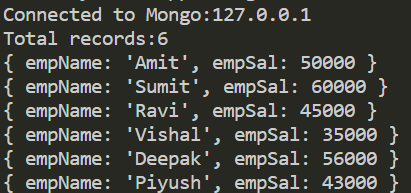 Connected to Mongo:127.0.0.1
Total records:6
{ empName: 'Amit', empSal: 50000 }
{ empName: 'Sumit', empSal: 60000 }
{ empName: 'Ravi', empSal: 45000 }
{ empName: 'Vishal', empSal: 35000 }
{ empName: 'Deepak', empSal: 56000 }
{ empName: 'Piyush', empSal: 43000 }